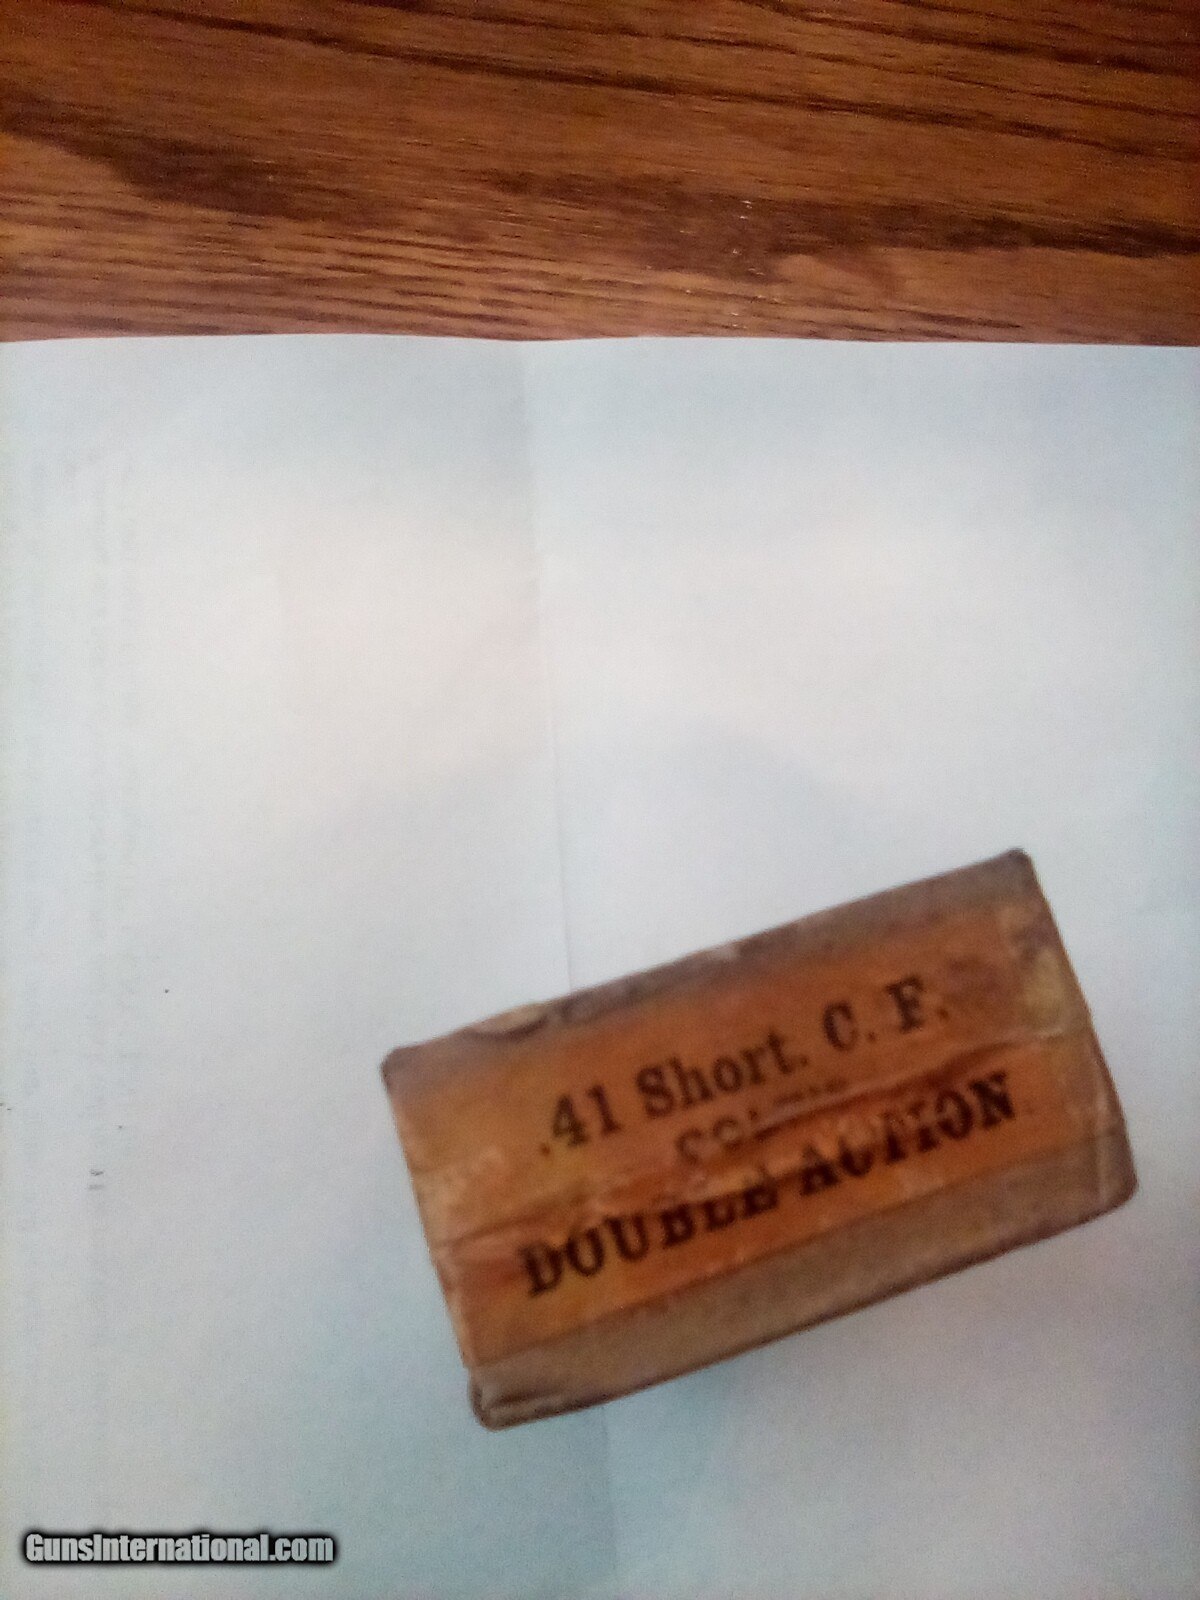 .41 Short. C. F.
DOUBLE ACTION
GunsInternational.com